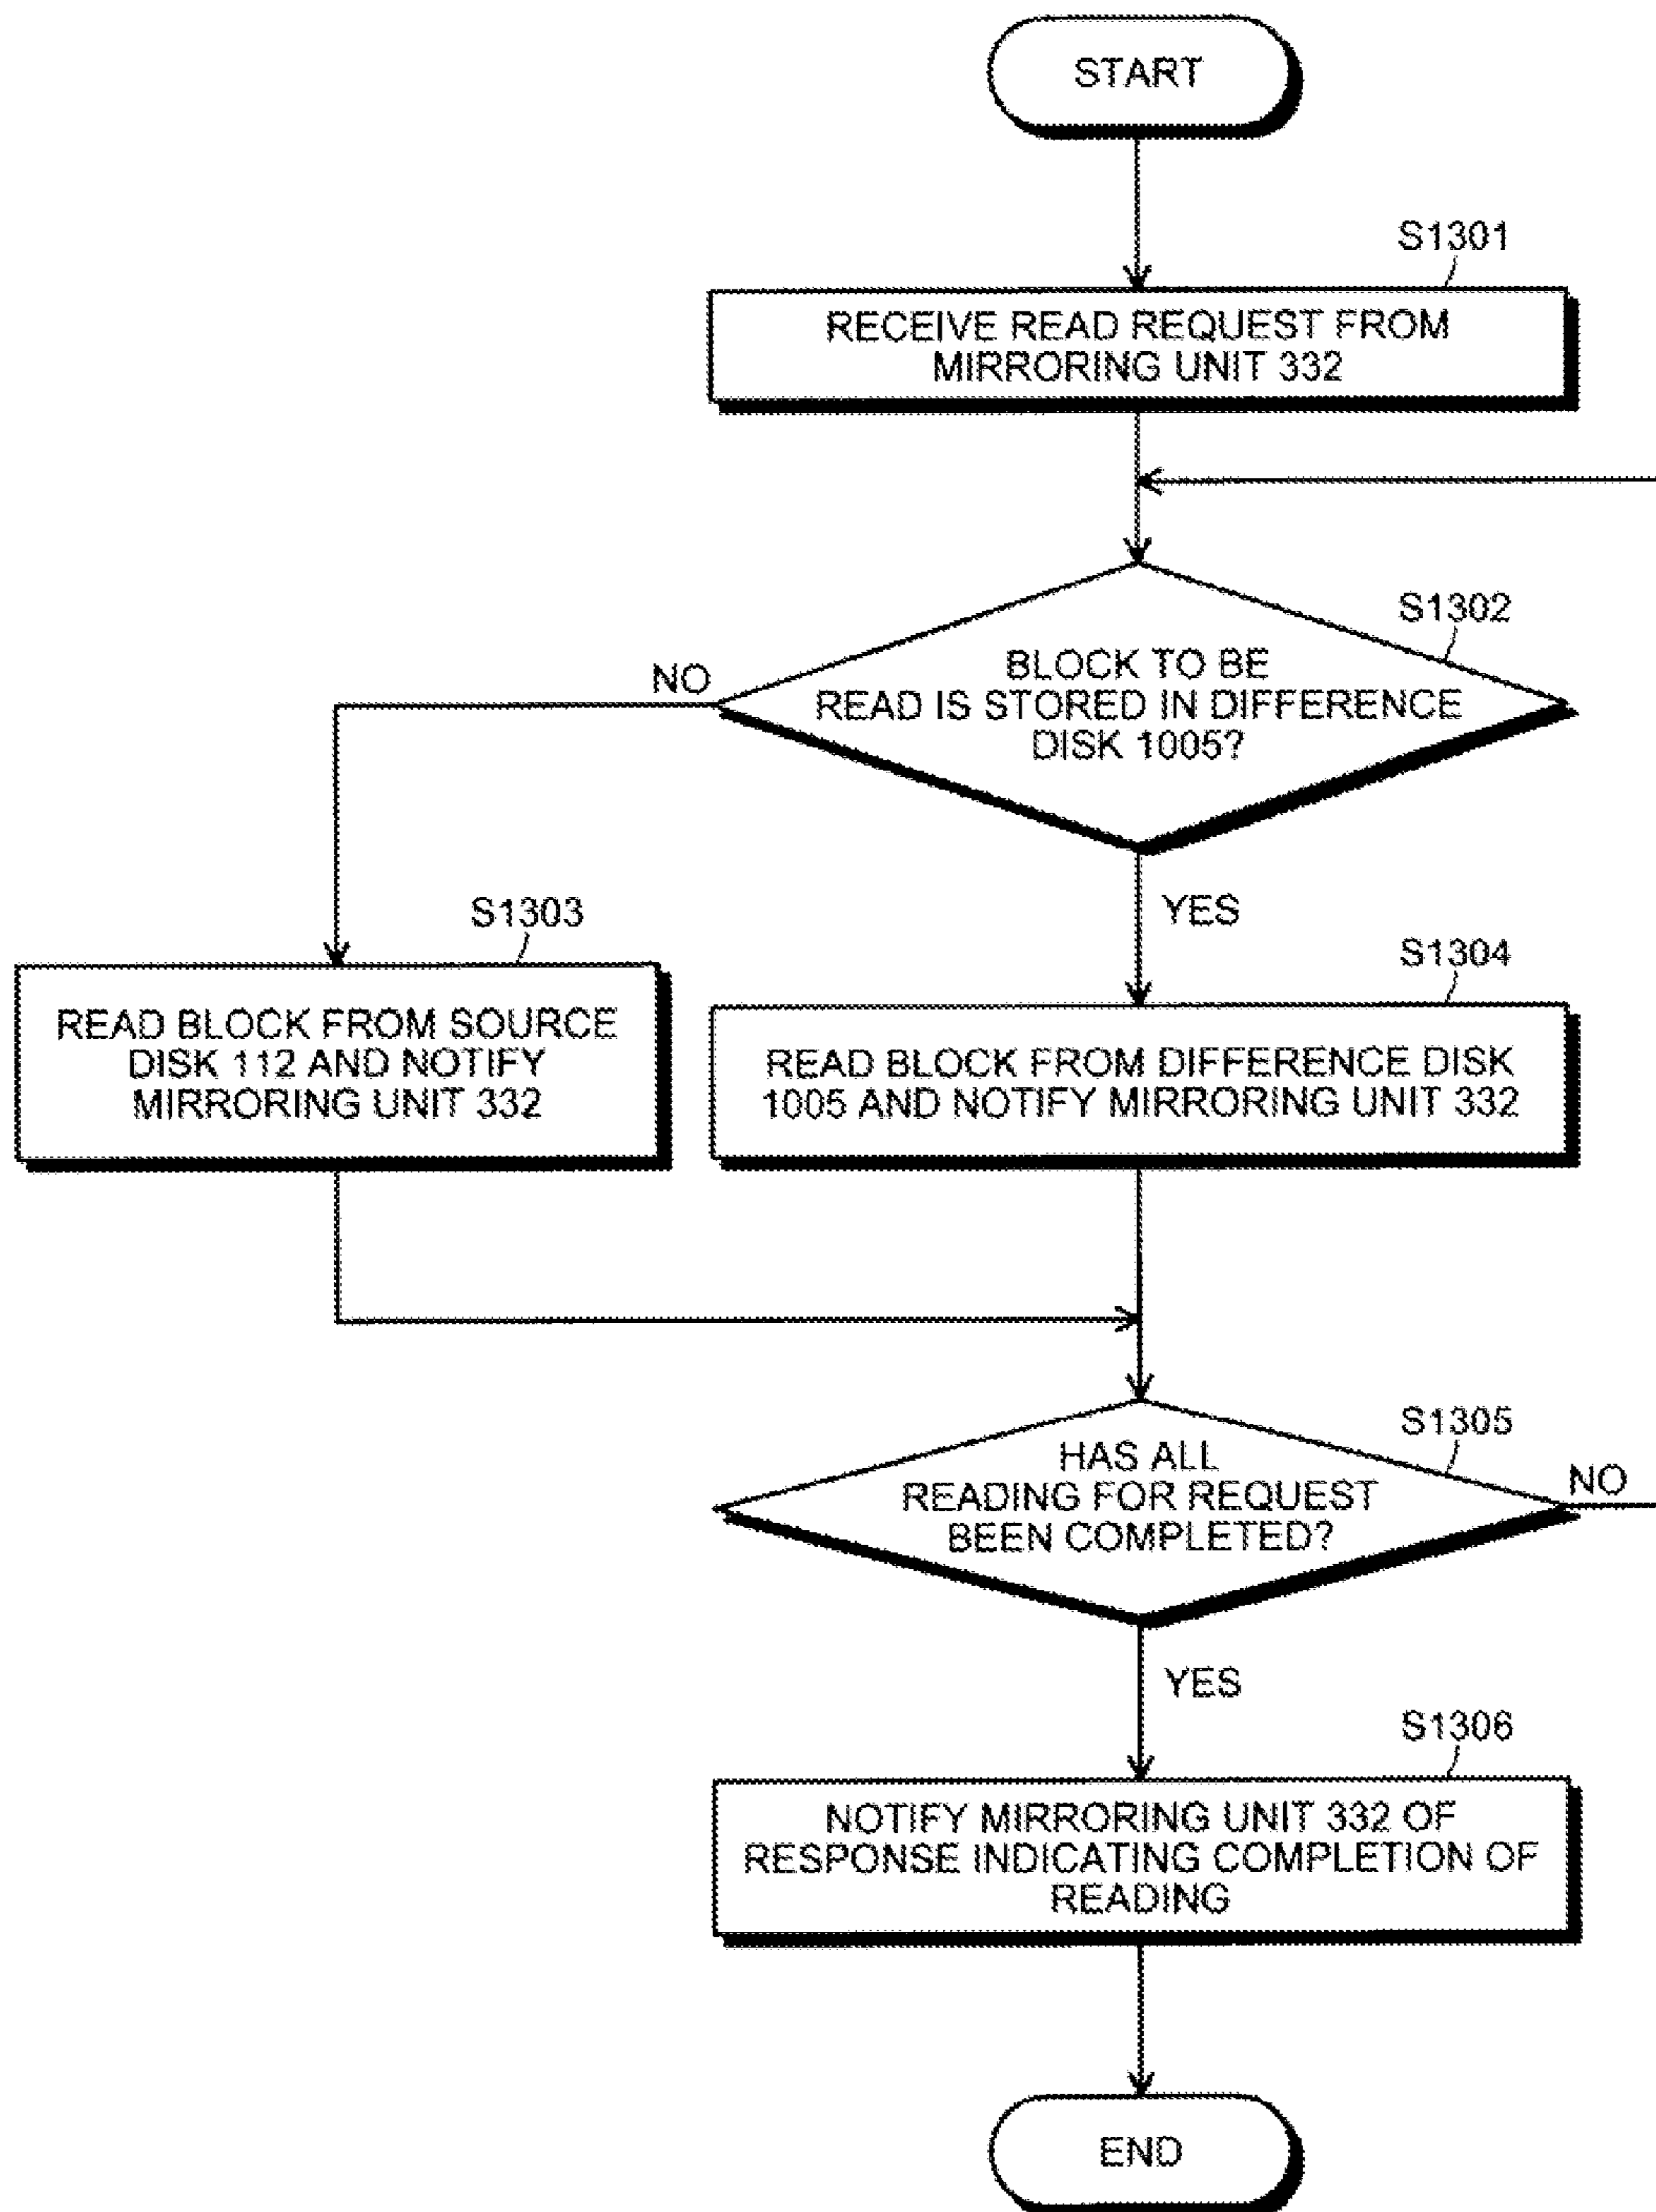 START
S1301
RECEIVE READ REQUEST FROM
MIRRORING UNIT 332
S1302
BLOCK TO BE
READ IS STORED IN DIFFERENCE
DISK 1005?
NO
YES
S1303
READ BLOCK FROM SOURCE
DISK 112 AND NOTIFY
MIRRORING UNIT 332
S1304
READ BLOCK FROM DIFFERENCE DISK
1005 AND NOTIFY MIRRORING UNIT 332
S1305
HAS ALL
READING FOR REQUEST
BEEN COMPLETED?
NO
YES
S1306
NOTIFY MIRRORING UNIT 332 OF
RESPONSE INDICATING COMPLETION OF
READING
END